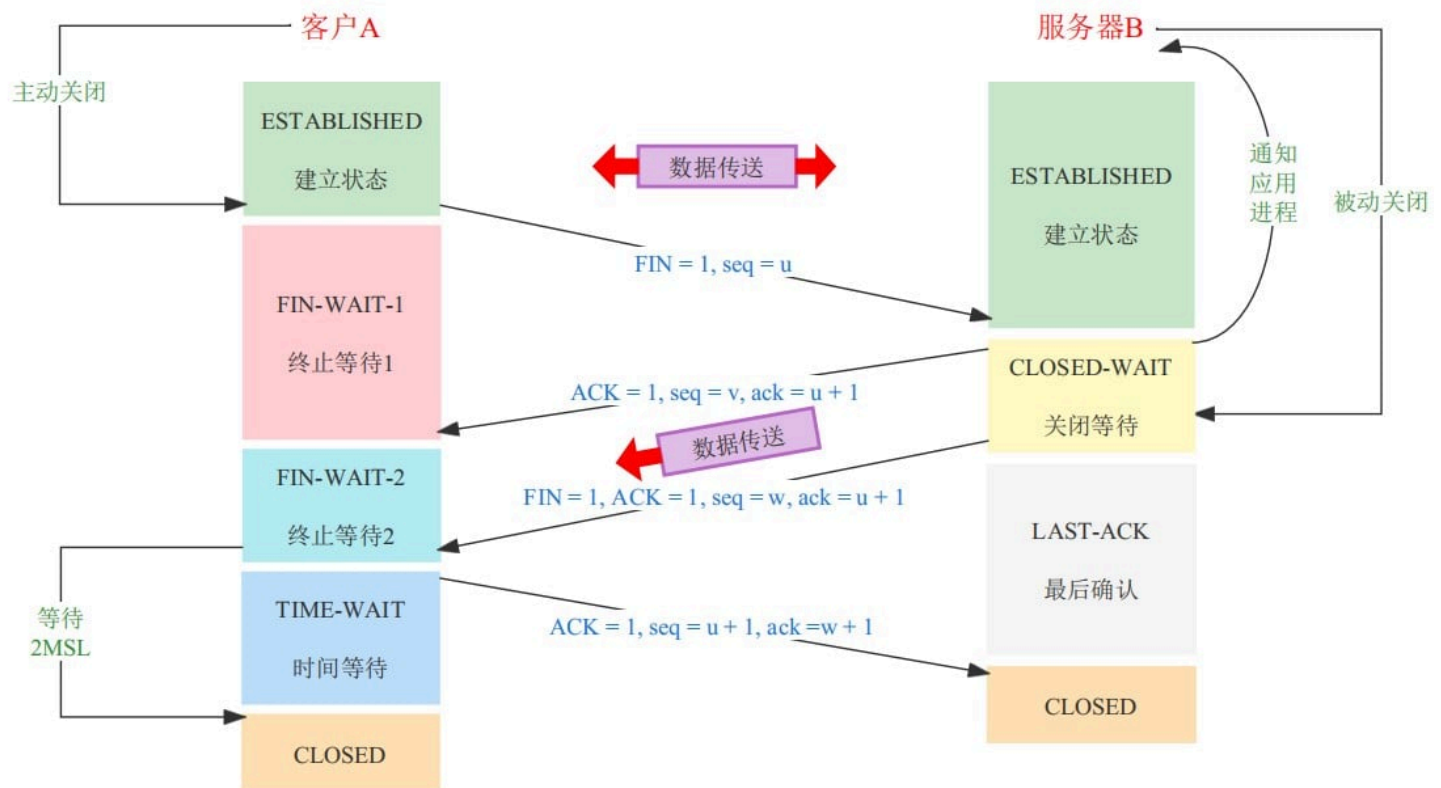 客户A
服务器B
主动关闭
ESTABLISHED
建立状态
数据传送
ESTABLISHED
建立状态
通知
应用
进程
被动关闭
FIN = 1, seq = u
FIN-WAIT-1
终止等待1
CLOSED-WAIT
关闭等待
ACK = 1, seq = v, ack = u + 1
数据传送
FIN-WAIT-2
终止等待2
FIN = 1, ACK = 1, seq = w, ack = u + 1
LAST-ACK
最后确认
等待
2MSL
TIME-WAIT
时间等待
ACK = 1, seq = u + 1, ack =w + 1
CLOSED
CLOSED